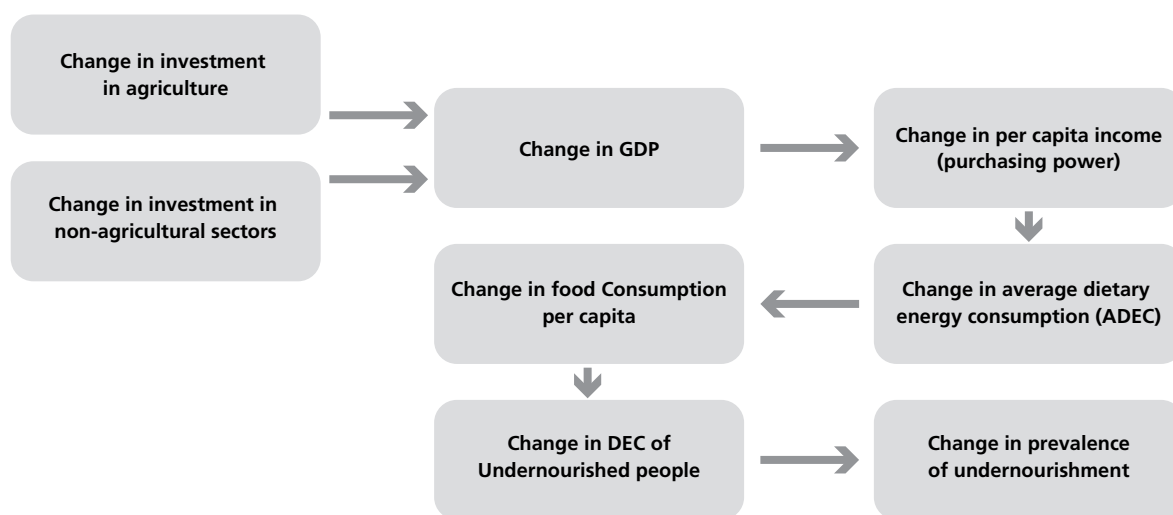 Change in investment
in agriculture
Change in investment in
non-agricultural sectors
Change in GDP
Change in per capita income
(purchasing power)
Change in average dietary
energy consumption (ADEC)
Change in food Consumption
per capita
Change in DEC of
Undernourished people
Change in prevalence
of undernourishment